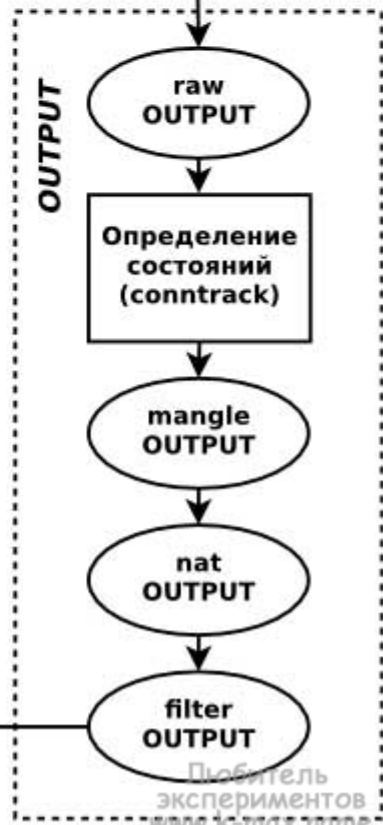 OUTPUT
raw
OUTPUT
Определение
состояний
(conntrack)
mangle
OUTPUT
nat
OUTPUT
filter
OUTPUT
Любитель
экспериментов